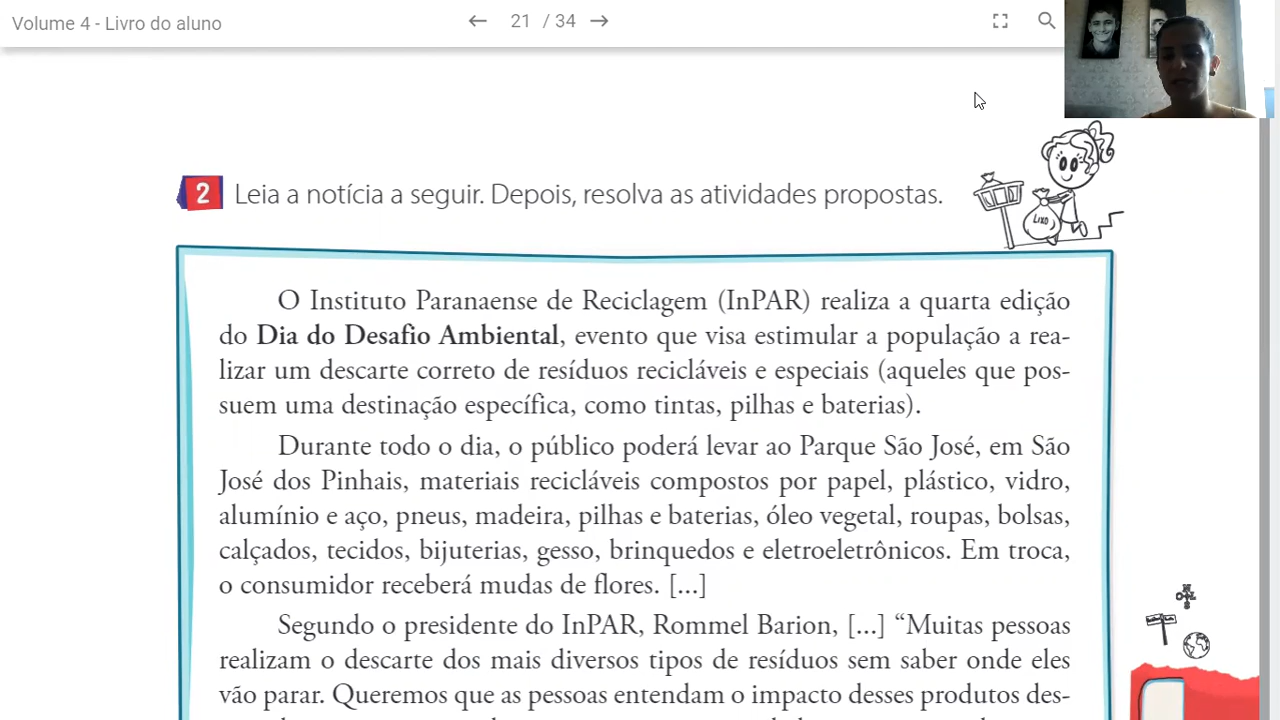 Volume 4 - Livro do aluno
21 / 34
2 Leia a notícia a seguir. Depois, resolva as atividades propostas.
LIXO
O Instituto Paranaense de Reciclagem (InPAR) realiza a quarta edição
do Dia do Desafio Ambiental, evento que visa estimular a população a rea-
lizar um descarte correto de resíduos recicláveis e especiais (aqueles que pos-
suem uma destinação específica, como tintas, pilhas e baterias).
Durante todo o dia, o público poderá levar ao Parque São José, em São
José dos Pinhais, materiais recicláveis compostos por papel, plástico, vidro,
alumínio e aço, pneus, madeira, pilhas e baterias, óleo vegetal, roupas, bolsas,
calçados, tecidos, bijuterias, gesso, brinquedos e eletroeletrônicos. Em troca,
o consumidor receberá mudas de flores. [...]
Segundo o presidente do InPAR, Rommel Barion, [...] “Muitas pessoas
realizam o descarte dos mais diversos tipos de resíduos sem saber onde eles
vão parar. Queremos que as pessoas entendam o impacto desses produtos des-
N
O L
S